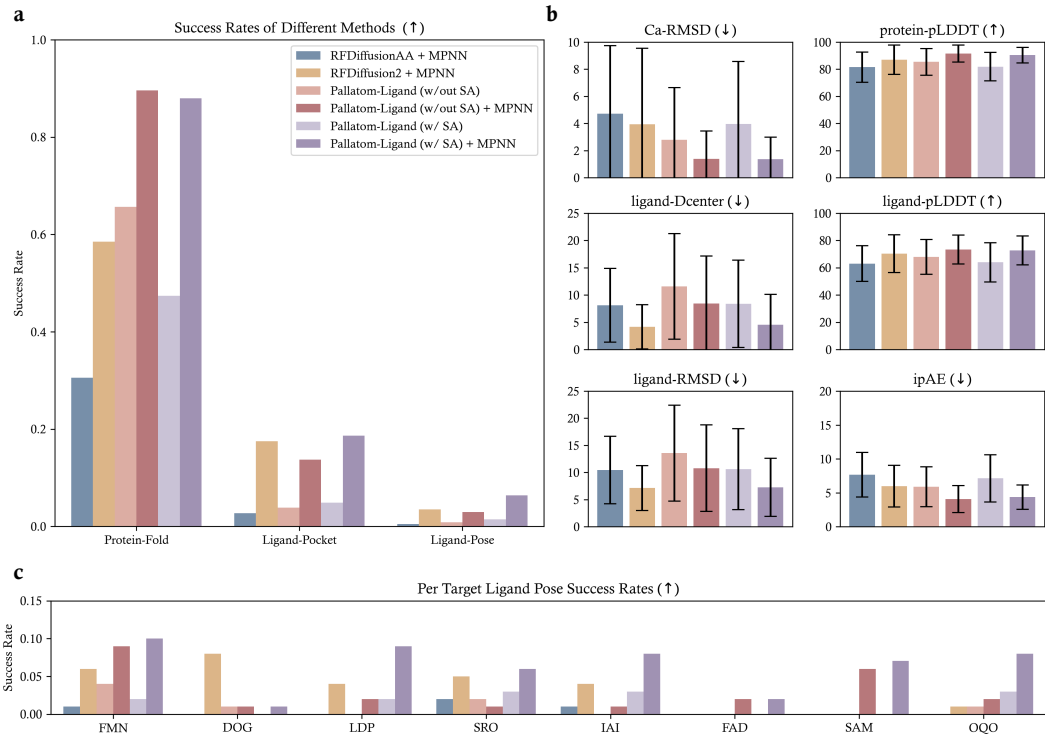 a
Success Rates of Different Methods (↑)
1.0
0.8
0.6
0.4
0.2
0.0
Success Rate
RFDiffusionAA + MPNN
RFDiffusion2 + MPNN
Pallatom-Ligand (w/out SA)
Pallatom-Ligand (w/out SA) + MPNN
Pallatom-Ligand (w/ SA)
Pallatom-Ligand (w/ SA) + MPNN
Protein-Fold
Ligand-Pocket
Ligand-Pose
b
Ca-RMSD (↓)
10
8
6
4
2
0
protein-pLDDT (↑)
100
80
60
40
20
0
ligand-Dcenter (↓)
25
20
15
10
5
0
ligand-pLDDT (↑)
100
80
60
40
20
0
ligand-RMSD (↓)
25
20
15
10
5
0
ipAE (↓)
20
15
10
5
0
c
Per Target Ligand Pose Success Rates (↑)
0.15
0.10
0.05
0.00
Success Rate
FMN
DOG
LDP
SRO
IAI
FAD
SAM
OQO